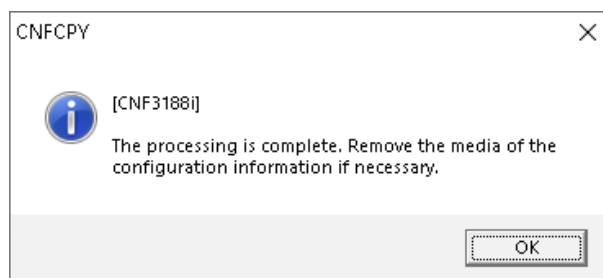 CNFCPY
[CNF3188i]
The processing is complete. Remove the media of the
configuration information if necessary.
OK